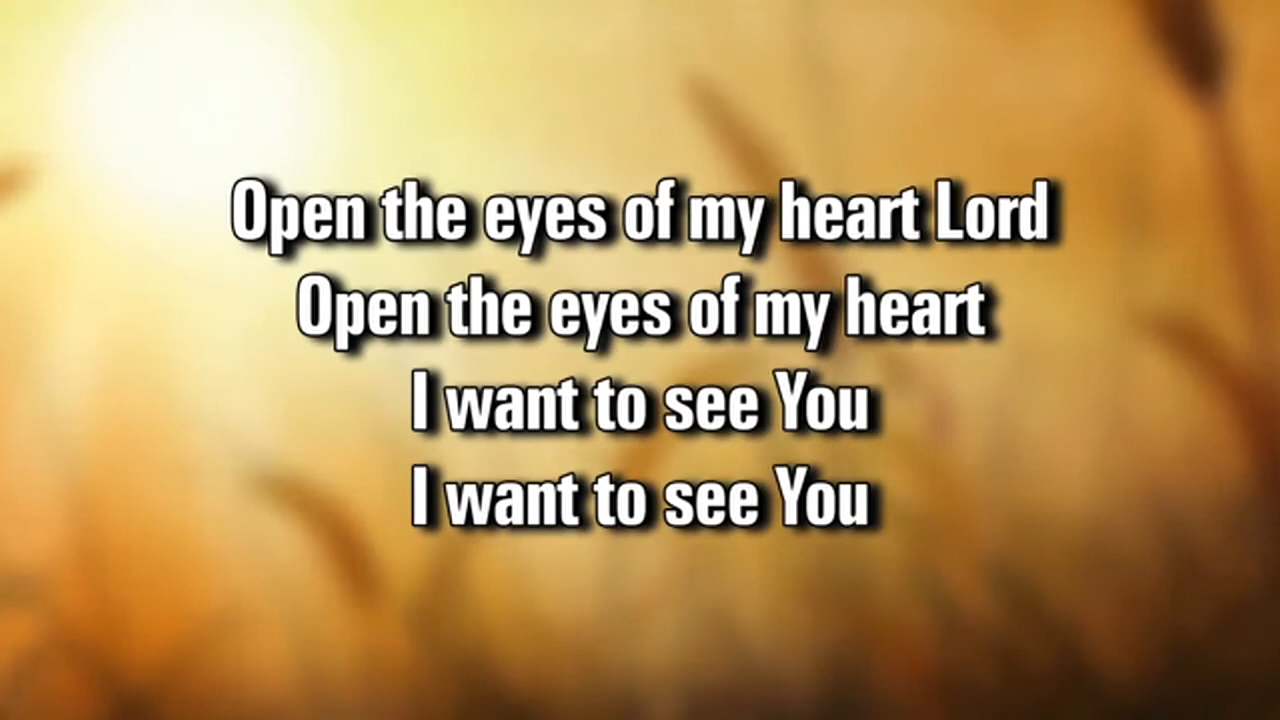 Open the eyes of my heart Lord
Open the eyes of my heart
I want to see You
I want to see You